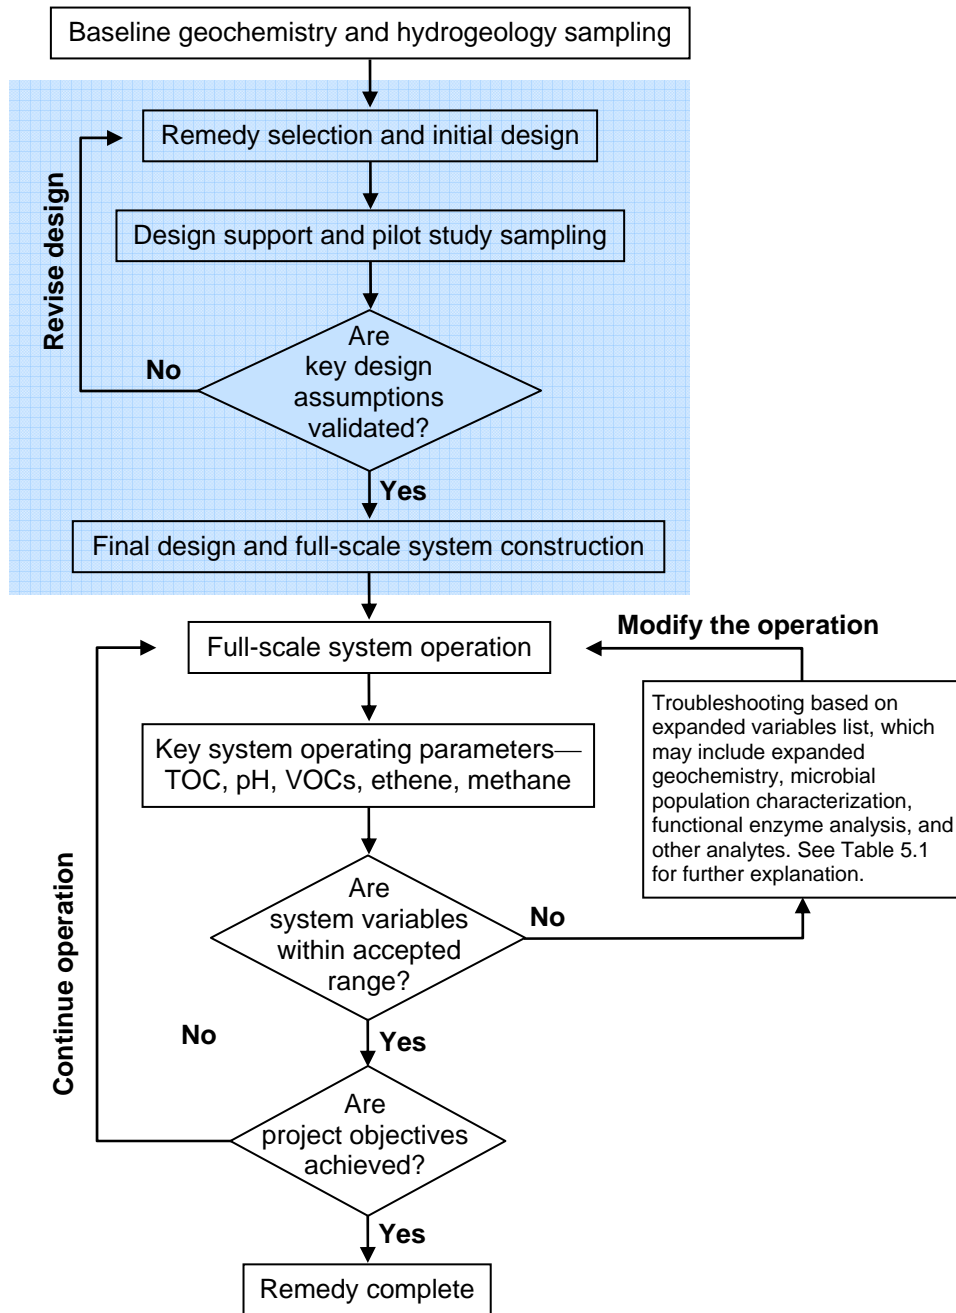 Baseline geochemistry and hydrogeology sampling
Remedy selection and initial design
Revise design
Design support and pilot study sampling
Are
key design
assumptions
validated?
No
Yes
Final design and full-scale system construction
Modify the operation
Full-scale system operation
Troubleshooting based on
expanded variables list, which
may include expanded
geochemistry, microbial
population characterization,
functional enzyme analysis, and
other analytes. See Table 5.1
for further explanation.
Key system operating parameters—
TOC, pH, VOCs, ethene, methane
Continue operation
Are
system variables
within accepted
range?
No
Yes
No
Are
project objectives
achieved?
Yes
Remedy complete